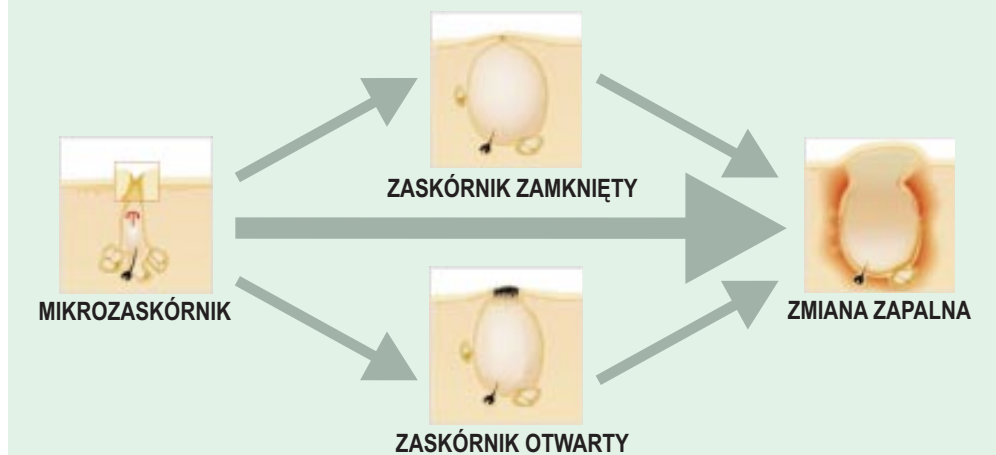 ZASKÓRNIK ZAMKNIĘTY
MIKROZASKÓRNIK
ZMIANA ZAPALNA
ZASKÓRNIK OTWARTY